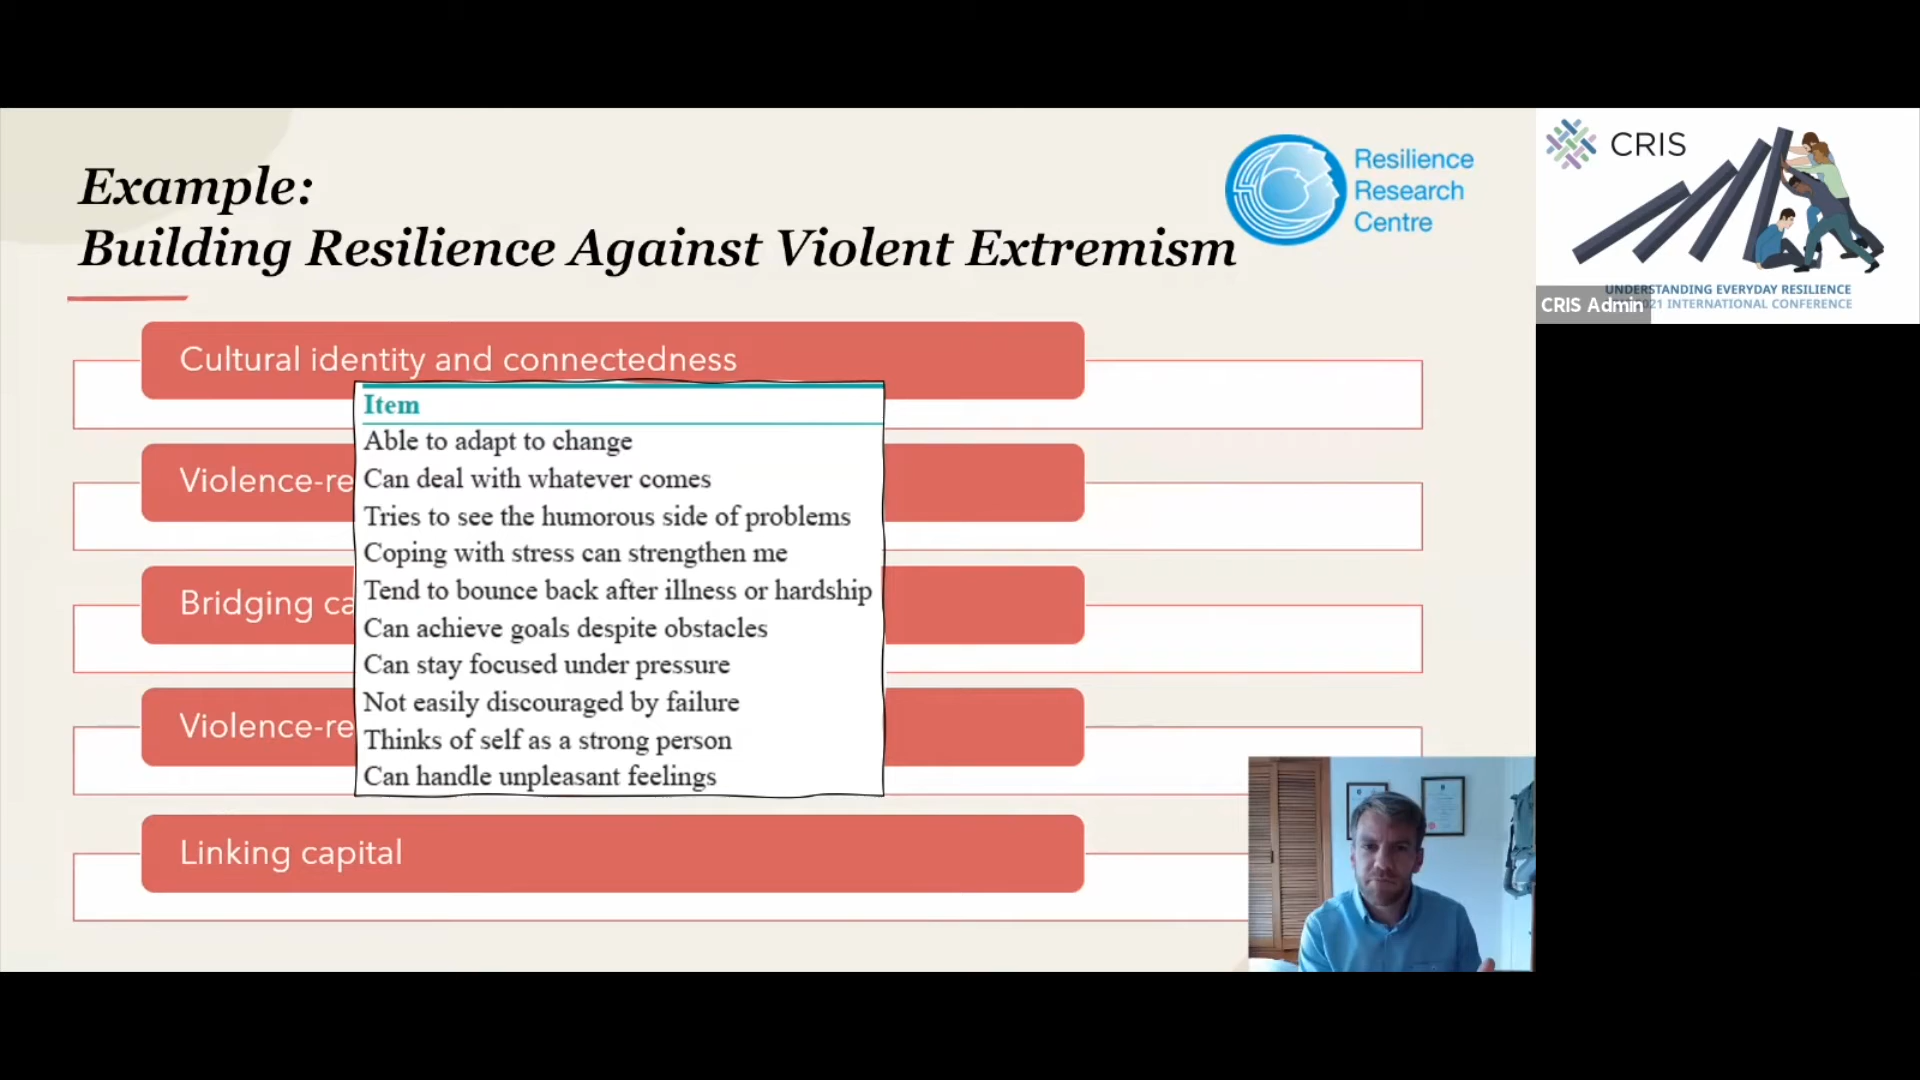 Example:
Building Resilience Against Violent Extremism
Resilience
Research
Centre
CRIS
UNDERSTANDING EVERYDAY RESILIENCE
21 INTERNATIONAL CONFERENCE
CRIS Admin
Cultural identity and connectedness
Violence-re
Bridging ca
Violence-re
Linking capital
Item
Able to adapt to change
Can deal with whatever comes
Tries to see the humorous side of problems
Coping with stress can strengthen me
Tend to bounce back after illness or hardship
Can achieve goals despite obstacles
Can stay focused under pressure
Not easily discouraged by failure
Thinks of self as a strong person
Can handle unpleasant feelings